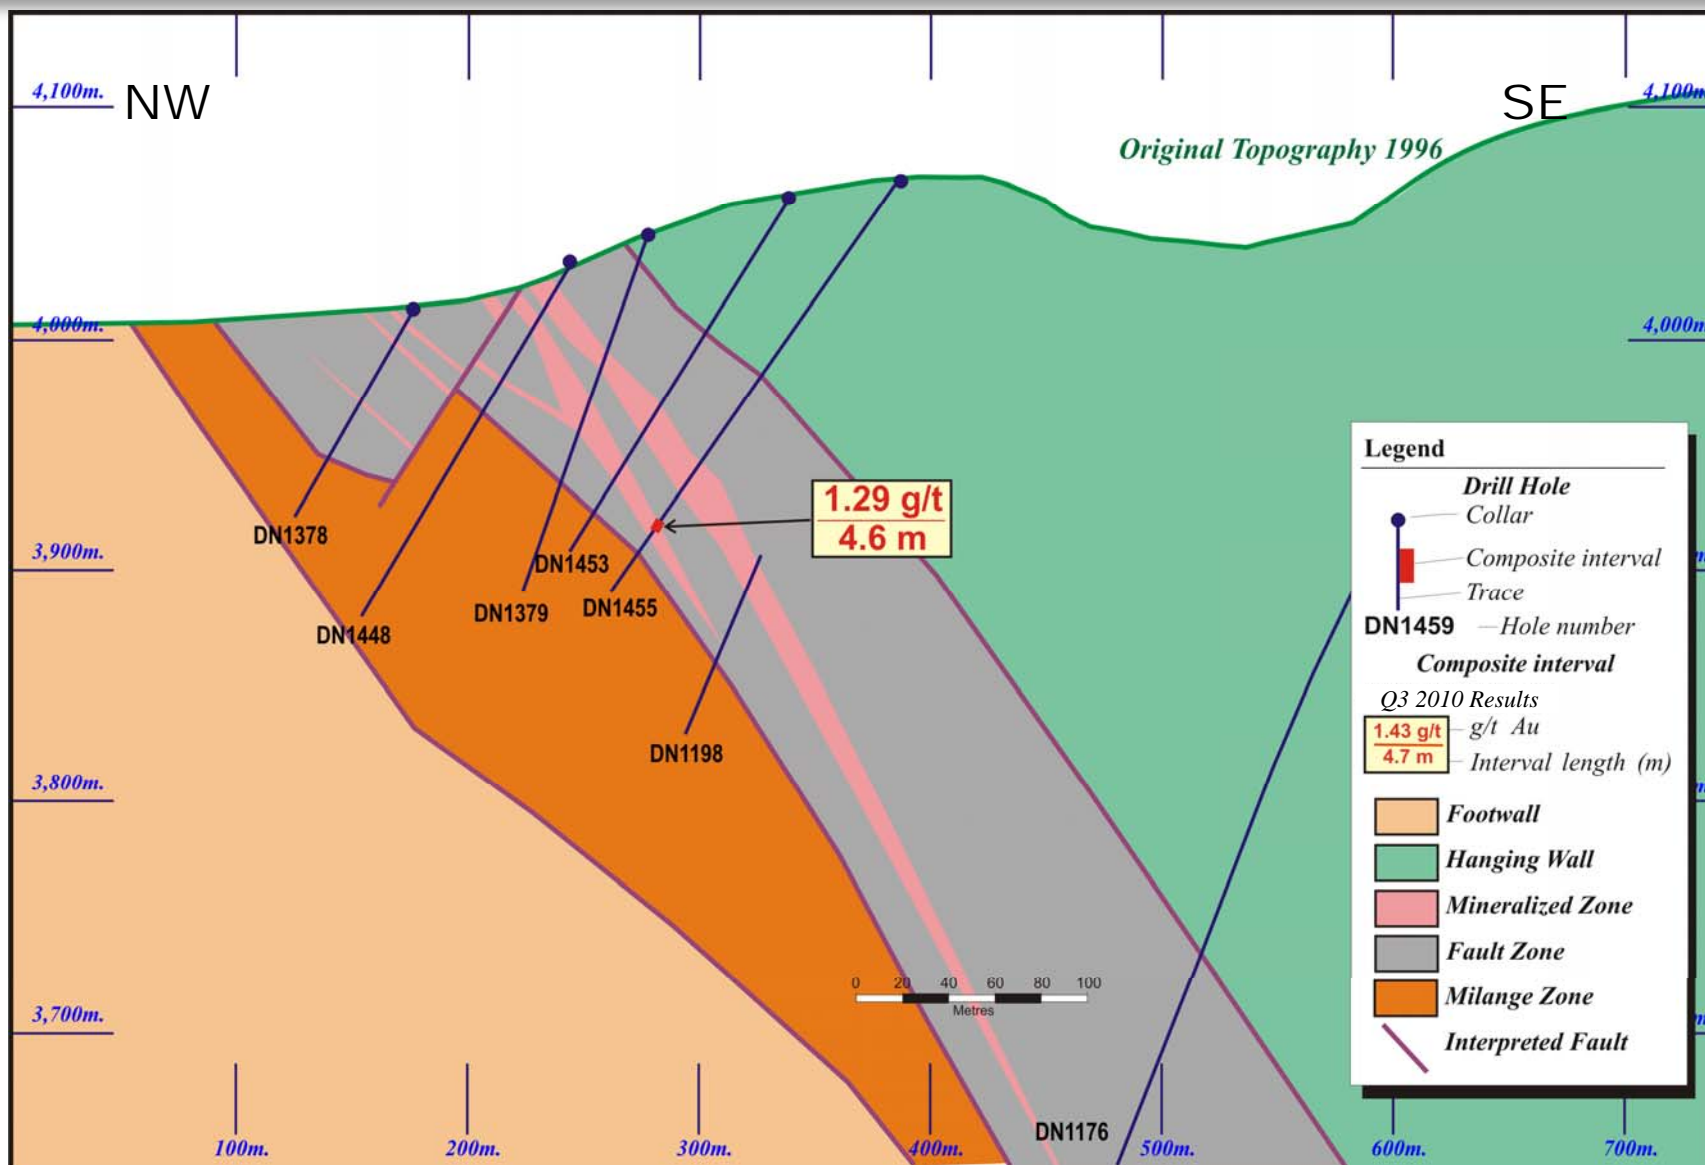 NW
SE
4,100m.
4,100m
Original Topography 1996
4,000m.
4,000m
1.29 g/t
4.6 m
DN1378
3,900m.
DN1453
DN1379
DN1455
DN1448
DN1198
3,800m.
3,700m.
0 20 40 60 80 100
Metres
DN1176
100m.
200m.
300m.
400m.
500m.
600m.
700m.
Legend
Drill Hole
Collar
Composite interval
Trace
DN1459 Hole number
Composite interval
Q3 2010 Results
1.43 g/t g/t Au
4.7 m Interval length (m)
Footwall
Hanging Wall
Mineralized Zone
Fault Zone
Milange Zone
Interpreted Fault